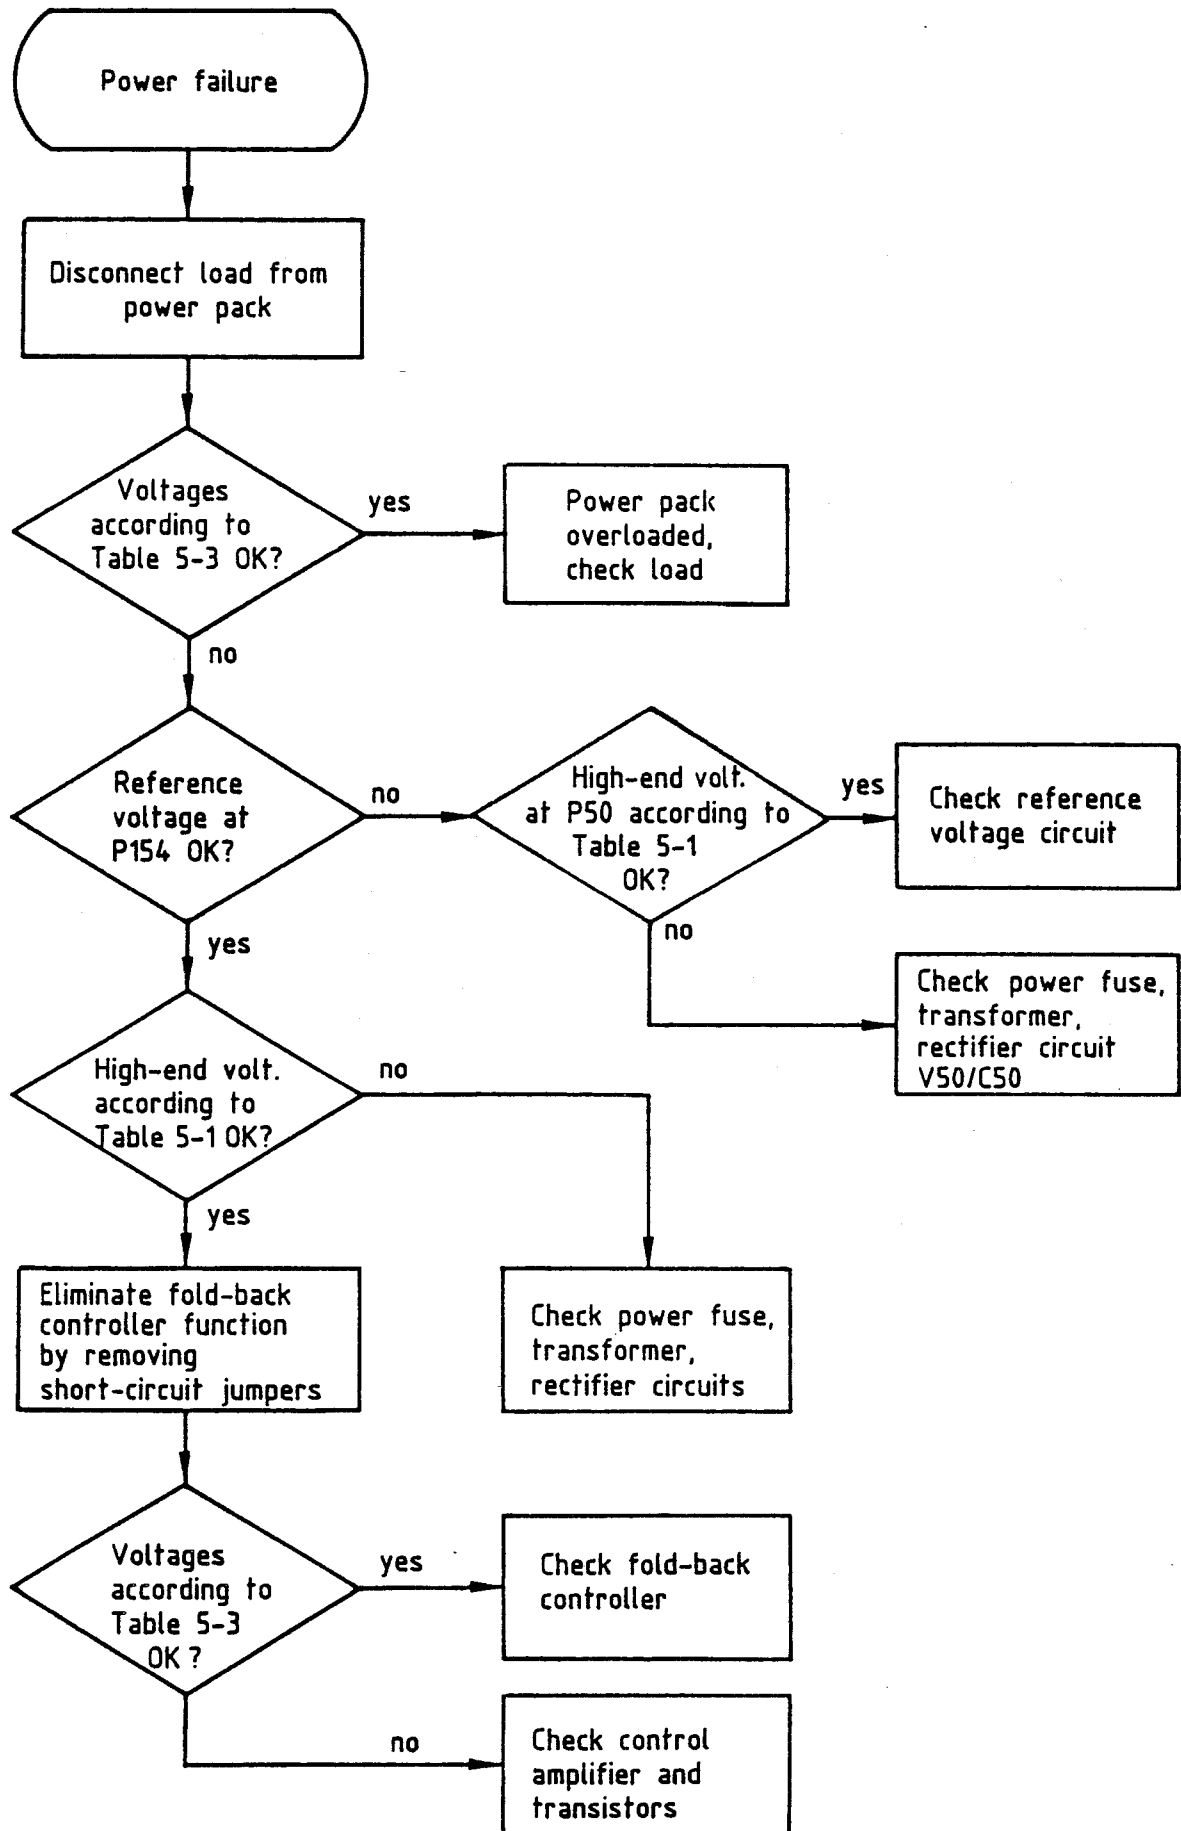 Power failure
Disconnect load from
power pack
Voltages
according to
Table 5-3 OK?
yes
Power pack
overloaded,
check load
no
Reference
voltage at
P154 OK?
no
High-end volt.
at P50 according to
Table 5-1
OK?
yes
Check reference
voltage circuit
no
Check power fuse,
transformer,
rectifier circuit
V50/C50
yes
High-end volt.
according to
Table 5-1 OK?
no
Check power fuse,
transformer,
rectifier circuits
yes
Eliminate fold-back
controller function
by removing
short-circuit jumpers
Voltages
according to
Table 5-3
OK ?
yes
Check fold-back
controller
no
Check control
amplifier and
transistors